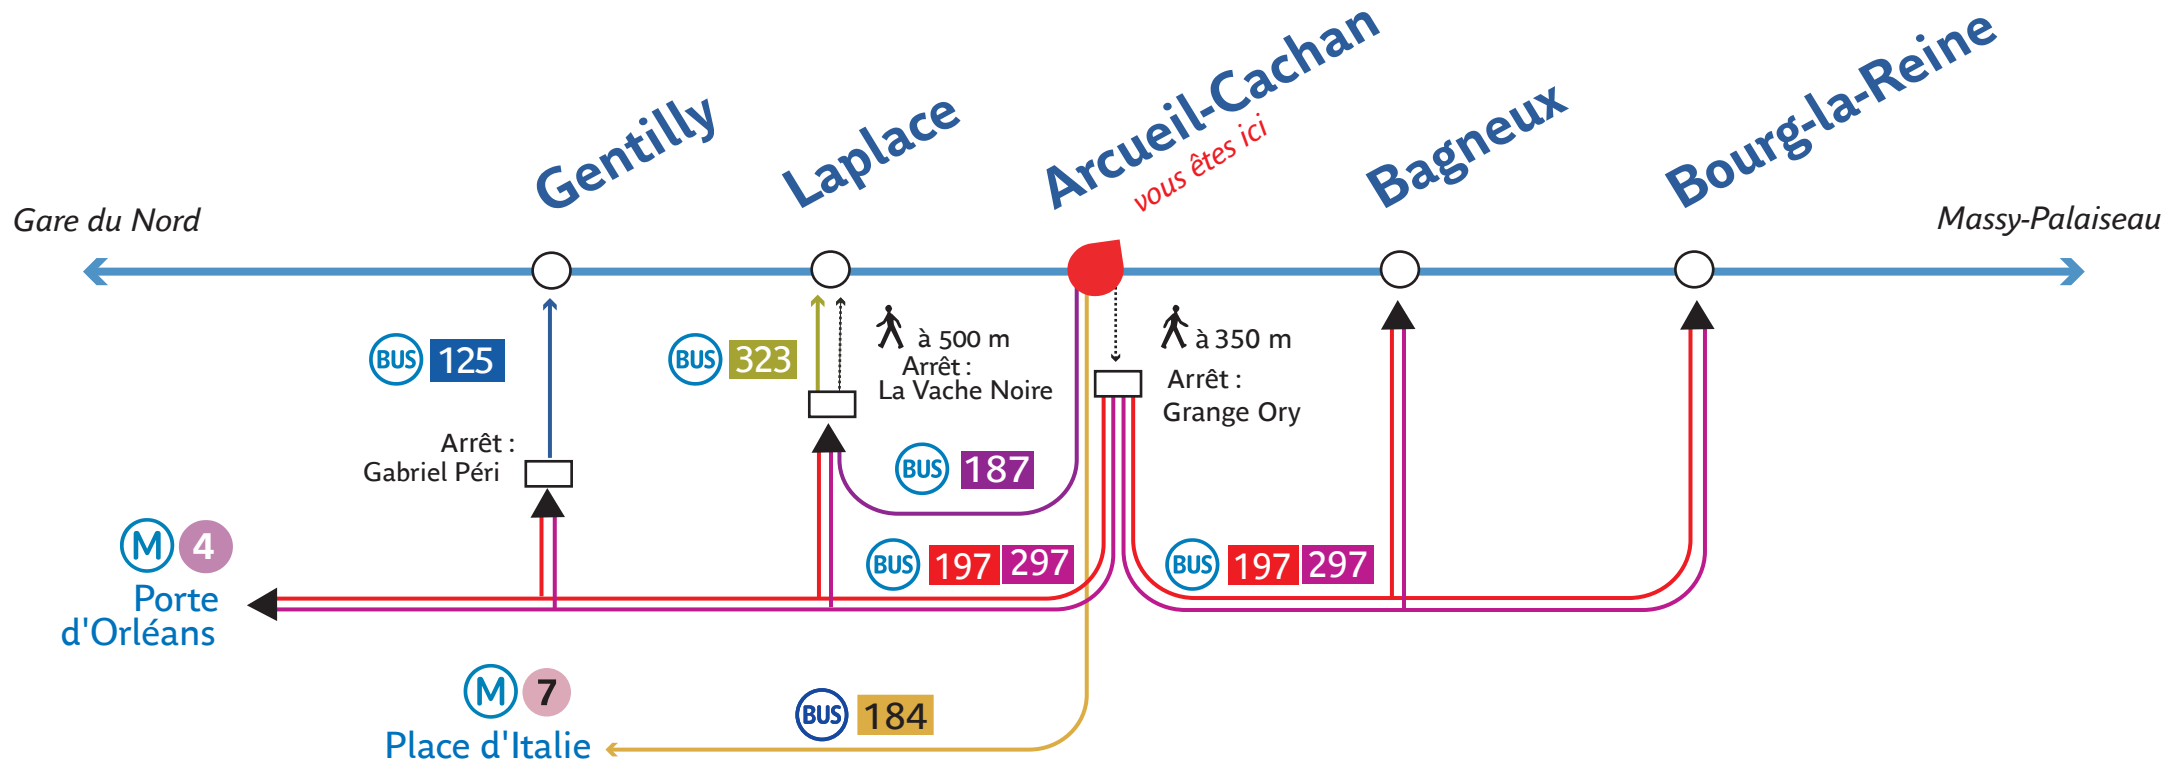 Gentilly
Laplace
Arcueil-Cachan
vous êtes ici
Bagneux
Bourg-la-Reine
Gare du Nord
Massy-Palaiseau
BUS 125
BUS 323
à 500 m
Arrêt :
La Vache Noire
à 350 m
Arrêt :
Grange Ory
Arrêt :
Gabriel Péri
BUS 187
M 4
Porte
d'Orléans
BUS 197 297
BUS 197 297
M 7
Place d'Italie
BUS 184